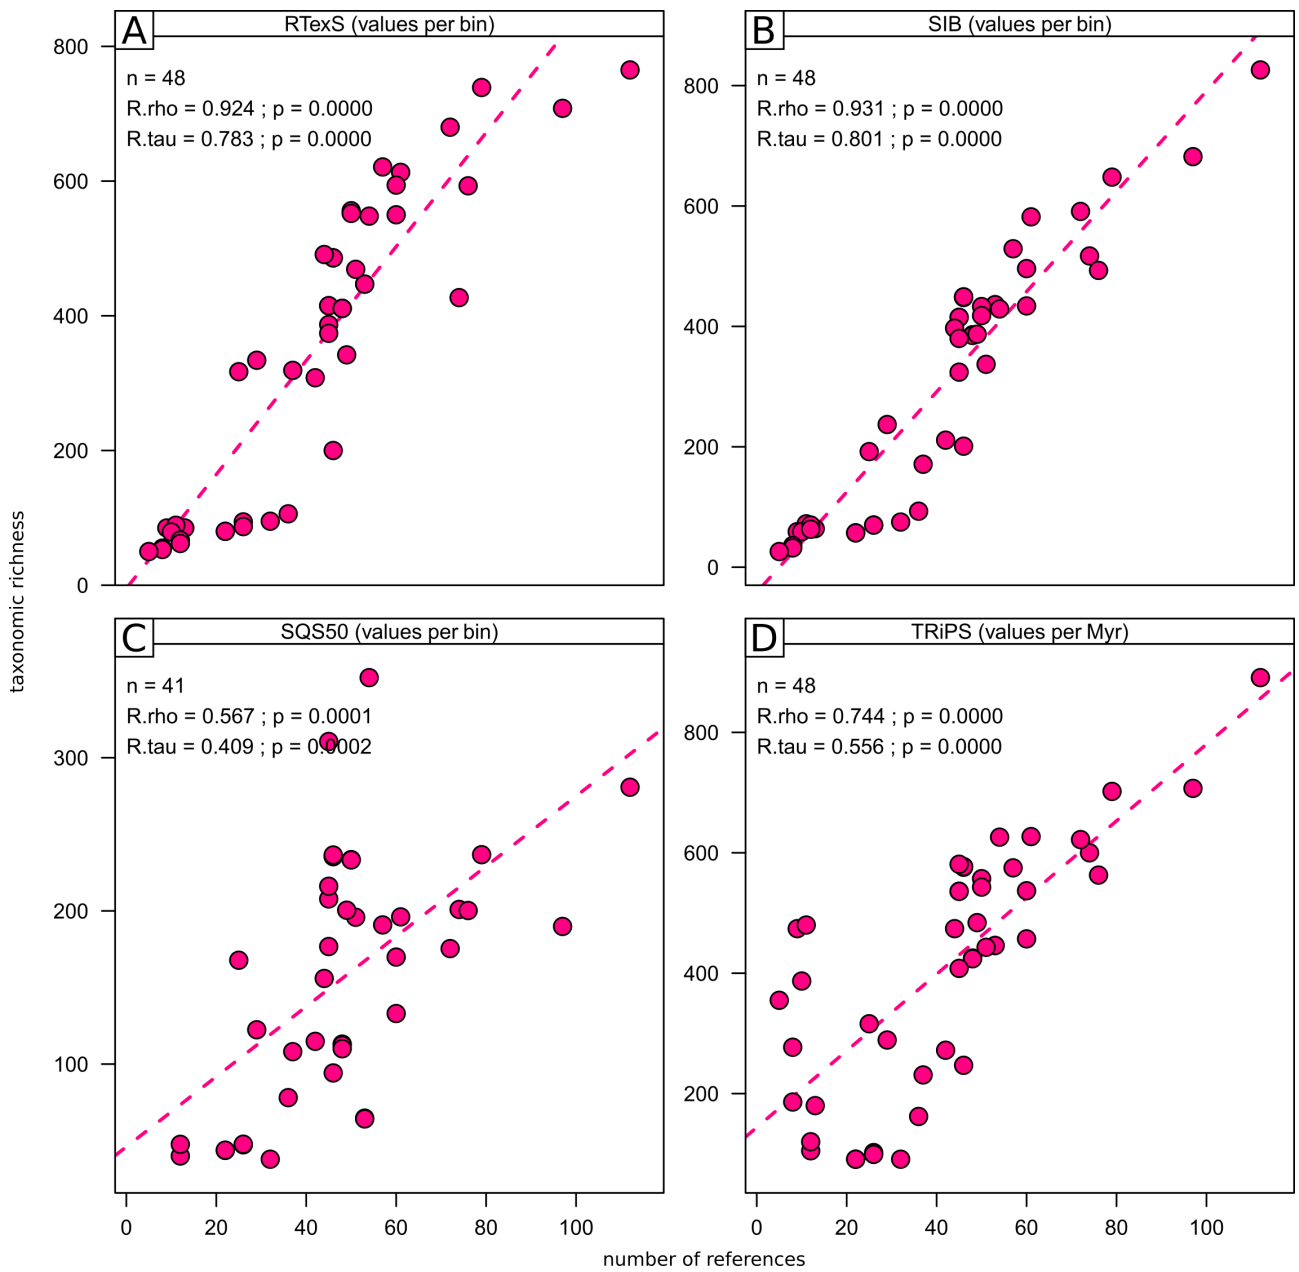 A
RTexS (values per bin)
n = 48
R.rho = 0.924 ; p = 0.0000
R.tau = 0.783 ; p = 0.0000
800
600
400
200
0
B
SIB (values per bin)
n = 48
R.rho = 0.931 ; p = 0.0000
R.tau = 0.801 ; p = 0.0000
800
600
400
200
0
taxonomic richness
C
SQS50 (values per bin)
n = 41
R.rho = 0.567 ; p = 0.0001
R.tau = 0.409 ; p = 0.0002
300
200
100
0 20 40 60 80 100
D
TRiPS (values per Myr)
n = 48
R.rho = 0.744 ; p = 0.0000
R.tau = 0.556 ; p = 0.0000
800
600
400
200
0 20 40 60 80 100
number of references